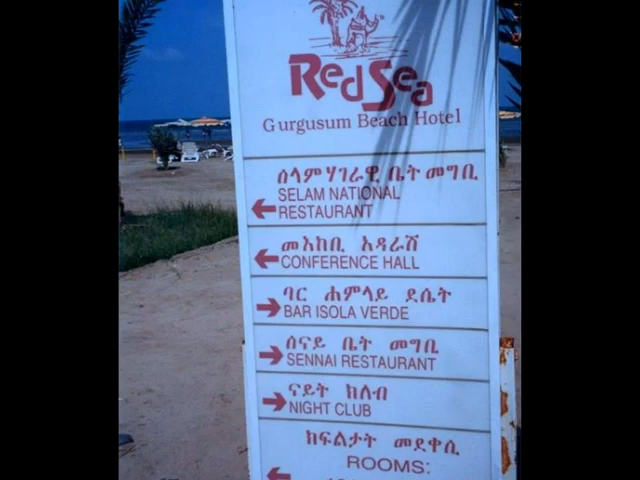 Red Sea
Gurgusum Beach Hotel
ሰላም ሃገራዊ ቤት መግቢ
SELAM NATIONAL
RESTAURANT
መእከቢ አዳራሽ
CONFERENCE HALL
ባር ሐምላይ ደሴት
BAR ISOLA VERDE
ሰናይ ቤት መግቢ
SENNAI RESTAURANT
ናይት ክለብ
NIGHT CLUB
ክፍልታት መደቀሲ
ROOMS: